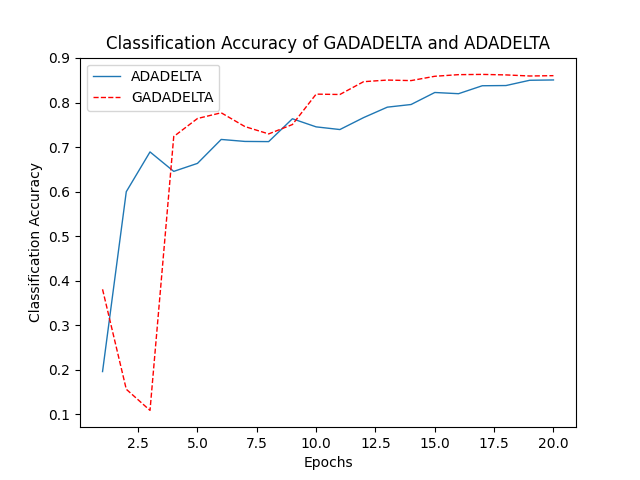 Classification Accuracy of GADADELTA and ADADELTA
ADADELTA
GADADELTA
Classification Accuracy
0.9
0.8
0.7
0.6
0.5
0.4
0.3
0.2
0.1
2.5 5.0 7.5 10.0 12.5 15.0 17.5 20.0
Epochs